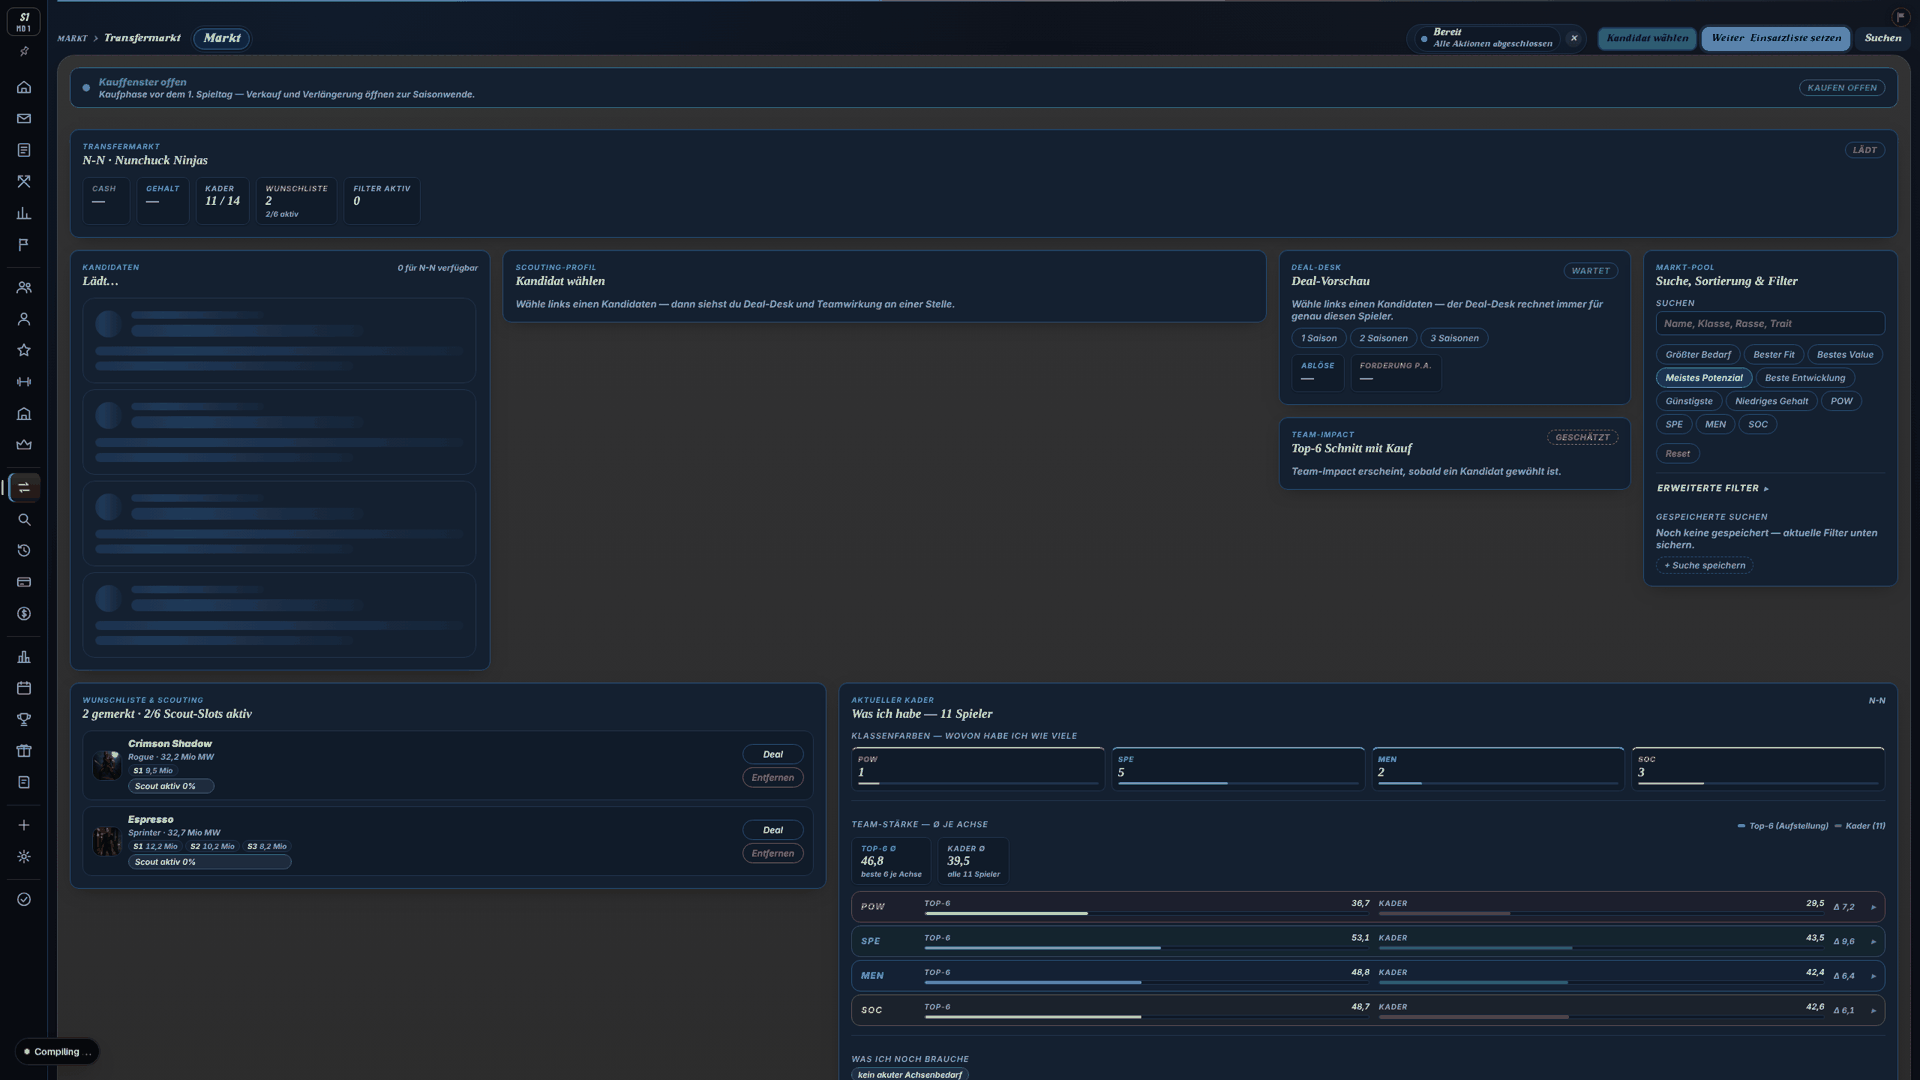 S1
MD 1
MARKT > Transfermarkt
Markt
Bereit
Alle Aktionen abgeschlossen
×
Kandidat wählen
Weiter Einsatzliste setzen
Suchen
Kauffenster offen
Kaufphase vor dem 1. Spieltag — Verkauf und Verlängerung öffnen zur Saisonwende.
KAUFEN OFFEN
TRANSFERMARKT
N-N · Nunchuck Ninjas
LÄDT
CASH
—
GEHALT
—
KADER
11 / 14
WUNSCHLISTE
2
2/6 aktiv
FILTER AKTIV
0
KANDIDATEN
Lädt…
0 für N-N verfügbar
SCOUTING-PROFIL
Kandidat wählen
Wähle links einen Kandidaten — dann siehst du Deal-Desk und Teamwirkung an einer Stelle.
DEAL-DESK
Deal-Vorschau
WARTET
Wähle links einen Kandidaten — der Deal-Desk rechnet immer für
genau diesen Spieler.
1 Saison
2 Saisonen
3 Saisonen
ABLÖSE
—
FORDERUNG P.A.
—
TEAM-IMPACT
Top-6 Schnitt mit Kauf
GESCHÄTZT
Team-Impact erscheint, sobald ein Kandidat gewählt ist.
MARKT-POOL
Suche, Sortierung & Filter
SUCHEN
Name, Klasse, Rasse, Trait
Größter Bedarf
Bester Fit
Bestes Value
Meistes Potenzial
Beste Entwicklung
Günstigste
Niedriges Gehalt
POW
SPE
MEN
SOC
Reset
ERWEITERTE FILTER ▸
GESPEICHERTE SUCHEN
Noch keine gespeichert — aktuelle Filter unten
sichern.
+ Suche speichern
WUNSCHLISTE & SCOUTING
2 gemerkt · 2/6 Scout-Slots aktiv
Crimson Shadow
Rogue · 32,2 Mio MW
S1 9,5 Mio
Scout aktiv 0%
Deal
Entfernen
Espresso
Sprinter · 32,7 Mio MW
S1 12,2 Mio
S2 10,2 Mio
S3 8,2 Mio
Scout aktiv 0%
Deal
Entfernen
AKTUELLER KADER
Was ich habe — 11 Spieler
N-N
KLASSENFARBEN — WOVON HABE ICH WIE VIELE
POW
1
SPE
5
MEN
2
SOC
3
TEAM-STÄRKE — Ø JE ACHSE
Top-6 (Aufstellung)
Kader (11)
TOP-6 Ø
46,8
beste 6 je Achse
KADER Ø
39,5
alle 11 Spieler
POW
TOP-6
36,7
KADER
29,5
Δ 7,2
▸
SPE
TOP-6
53,1
KADER
43,5
Δ 9,6
▸
MEN
TOP-6
48,8
KADER
42,4
Δ 6,4
▸
SOC
TOP-6
48,7
KADER
42,6
Δ 6,1
▸
WAS ICH NOCH BRAUCHE
kein akuter Achsenbedarf
Compiling ..